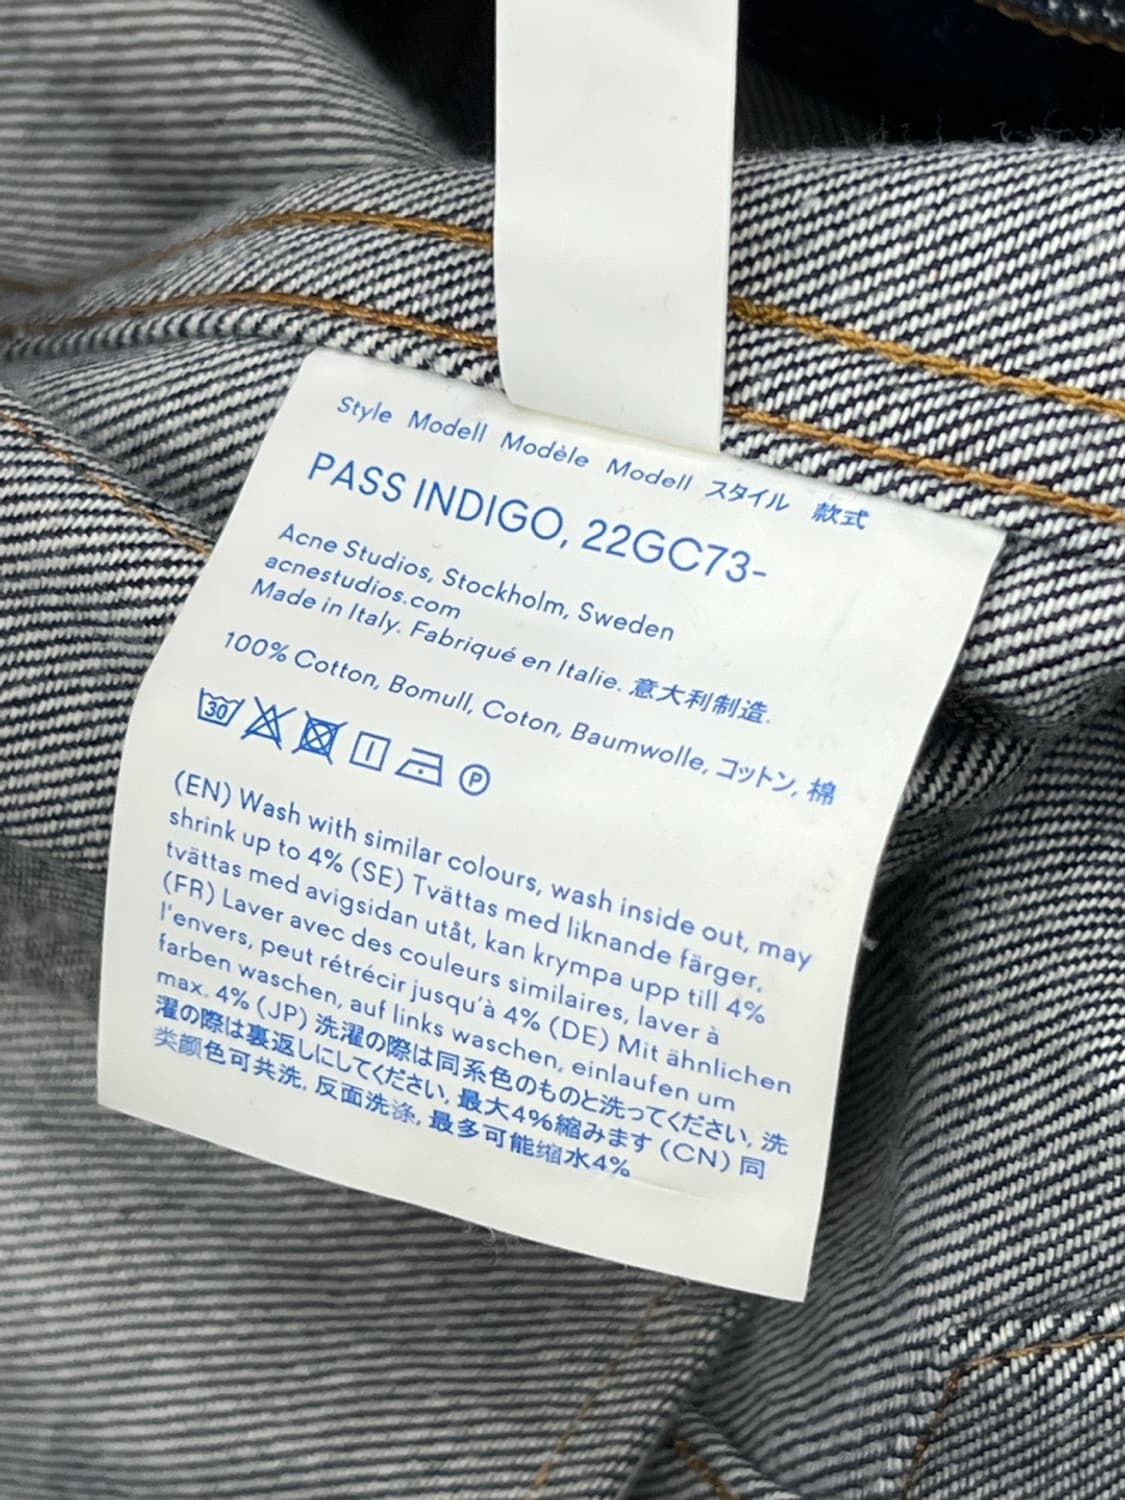 Style Modell Modèle Modell スタイル 款式
PASS INDIGO, 22GC73-
Acne Studios, Stockholm, Sweden
acnestudios.com
Made in Italy. Fabriqué en Italie. 意大利制造.
100% Cotton, Bomull, Coton, Baumwolle, コットン, 棉
30 P
(EN) Wash with similar colours, wash inside out, may
shrink up to 4% (SE) Tvättas med liknande färger,
tvättas med avigsidan utåt, kan krympa upp till 4%
(FR) Laver avec des couleurs similaires, laver à
l'envers, peut rétrécir jusqu'à 4% (DE) Mit ähnlichen
farben waschen, auf links waschen, einlaufen um
max. 4% (JP) 洗濯の際は同系色のものと洗ってください, 洗
濯の際は裏返しにしてください, 最大4%縮みます (CN) 同
类颜色可共洗, 反面洗涤, 最多可能缩水4%